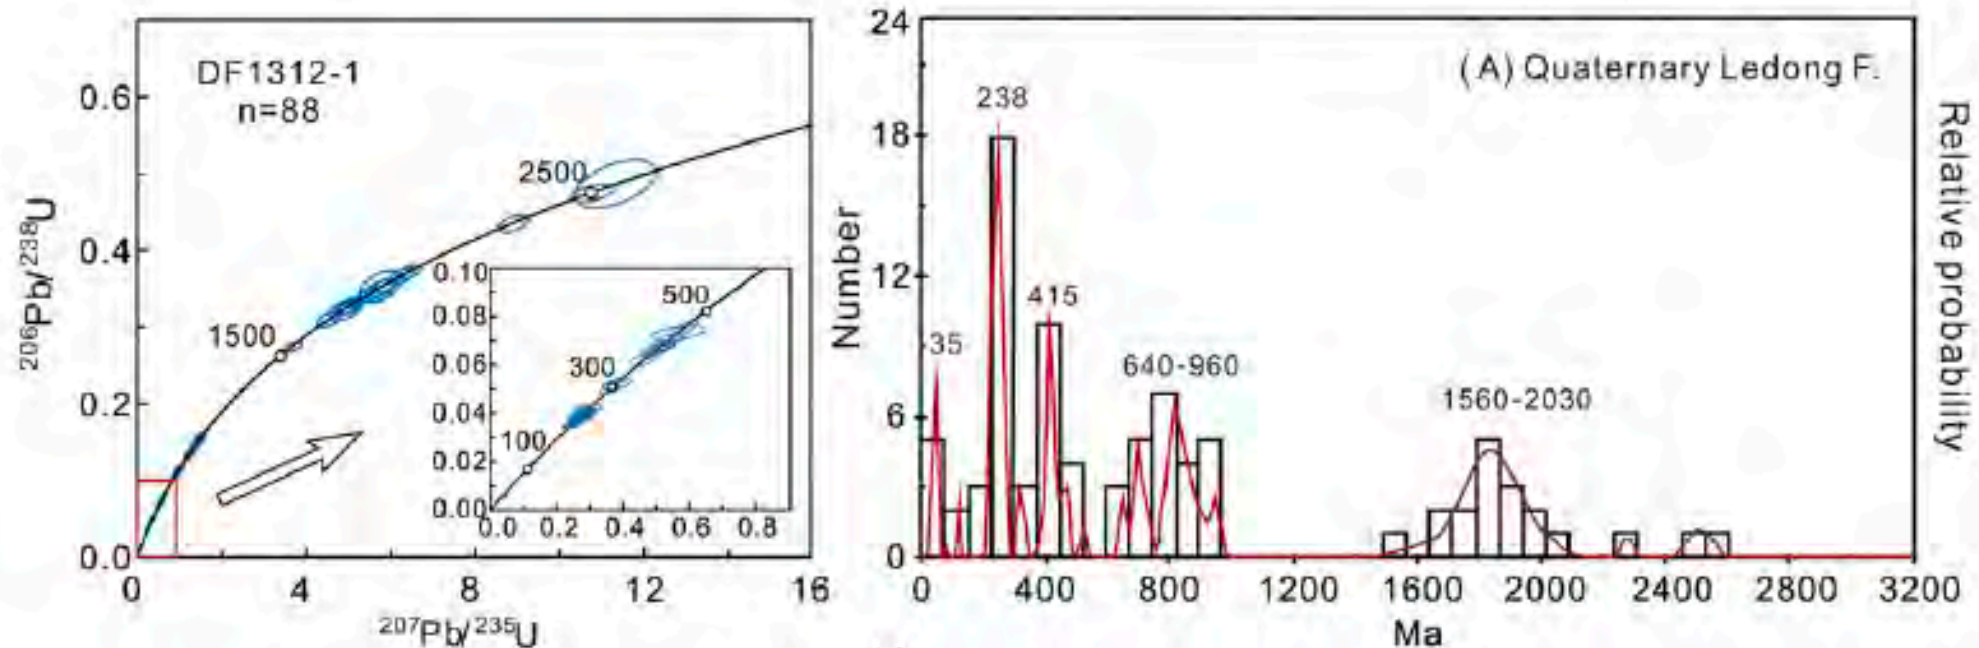 DF1312-1
n=88
0.6
0.4
0.2
0.0
2500
1500
0.10
0.08
0.06
0.04
0.02
0.00
500
300
100
0.0 0.2 0.4 0.6 0.8
0 4 8 12 16
206Pb/238U
207Pb/235U
(A) Quaternary Ledong F.
24
18
12
6
0
Number
238
415
35
640-960
1560-2030
0 400 800 1200 1600 2000 2400 2800 3200
Ma
Relative probability